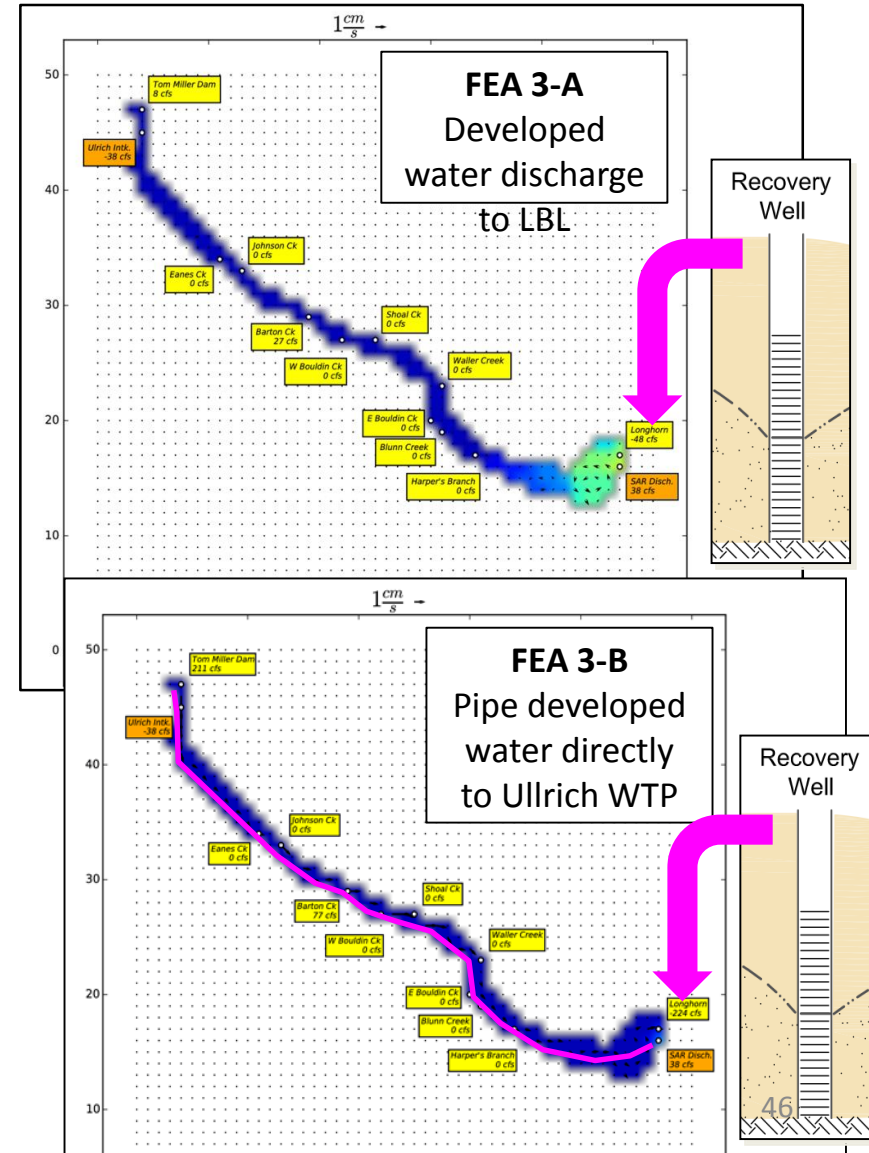 1 cm/s
50
40
30
20
10
0
FEA 3-A
Developed
water discharge
to LBL
Tom Miller Dam
8 cfs
Ulrich Intk.
-38 cfs
Johnson Ck
0 cfs
Eanes Ck
0 cfs
Barton Ck
27 cfs
Shoal Ck
0 cfs
W Bouldin Ck
0 cfs
Waller Creek
0 cfs
E Bouldin Ck
0 cfs
Blunn Creek
0 cfs
Harper's Branch
0 cfs
Longhorn
-48 cfs
SAR Disch.
38 cfs
Recovery
Well
1 cm/s
50
40
30
20
10
FEA 3-B
Pipe developed
water directly
to Ullrich WTP
Tom Miller Dam
211 cfs
Ulrich Intk.
-38 cfs
Johnson Ck
0 cfs
Eanes Ck
0 cfs
Barton Ck
77 cfs
Shoal Ck
0 cfs
W Bouldin Ck
0 cfs
Waller Creek
0 cfs
E Bouldin Ck
0 cfs
Blunn Creek
0 cfs
Harper's Branch
0 cfs
Longhorn
-224 cfs
SAR Disch.
38 cfs
Recovery
Well
46